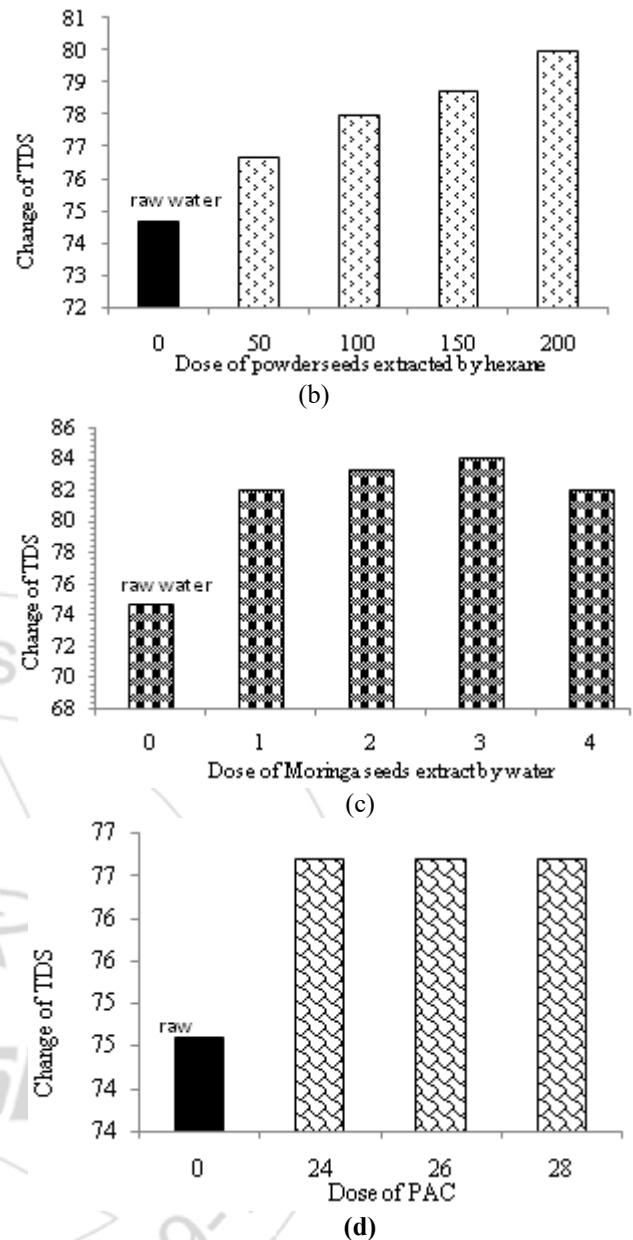 81
80
79
78
77
76
75
74
73
72
Change of TDS
raw water
0 50 100 150 200
Dose of powder seeds extracted by hexane
(b)
86
84
82
80
78
76
74
72
70
68
Change of TDS
raw water
0 1 2 3 4
Dose of Moringa seeds extract by water
(c)
77
77
76
76
75
75
74
74
Change of TDS
raw
0 24 26 28
Dose of PAC
(d)